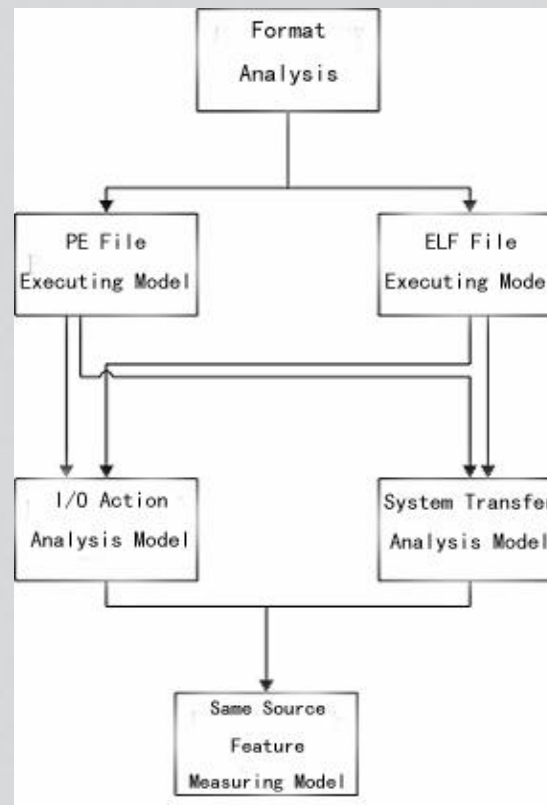 Format
Analysis
PE File
Executing Model
ELF File
Executing Model
I/O Action
Analysis Model
System Transfer
Analysis Model
Same Source
Feature
Measuring Model